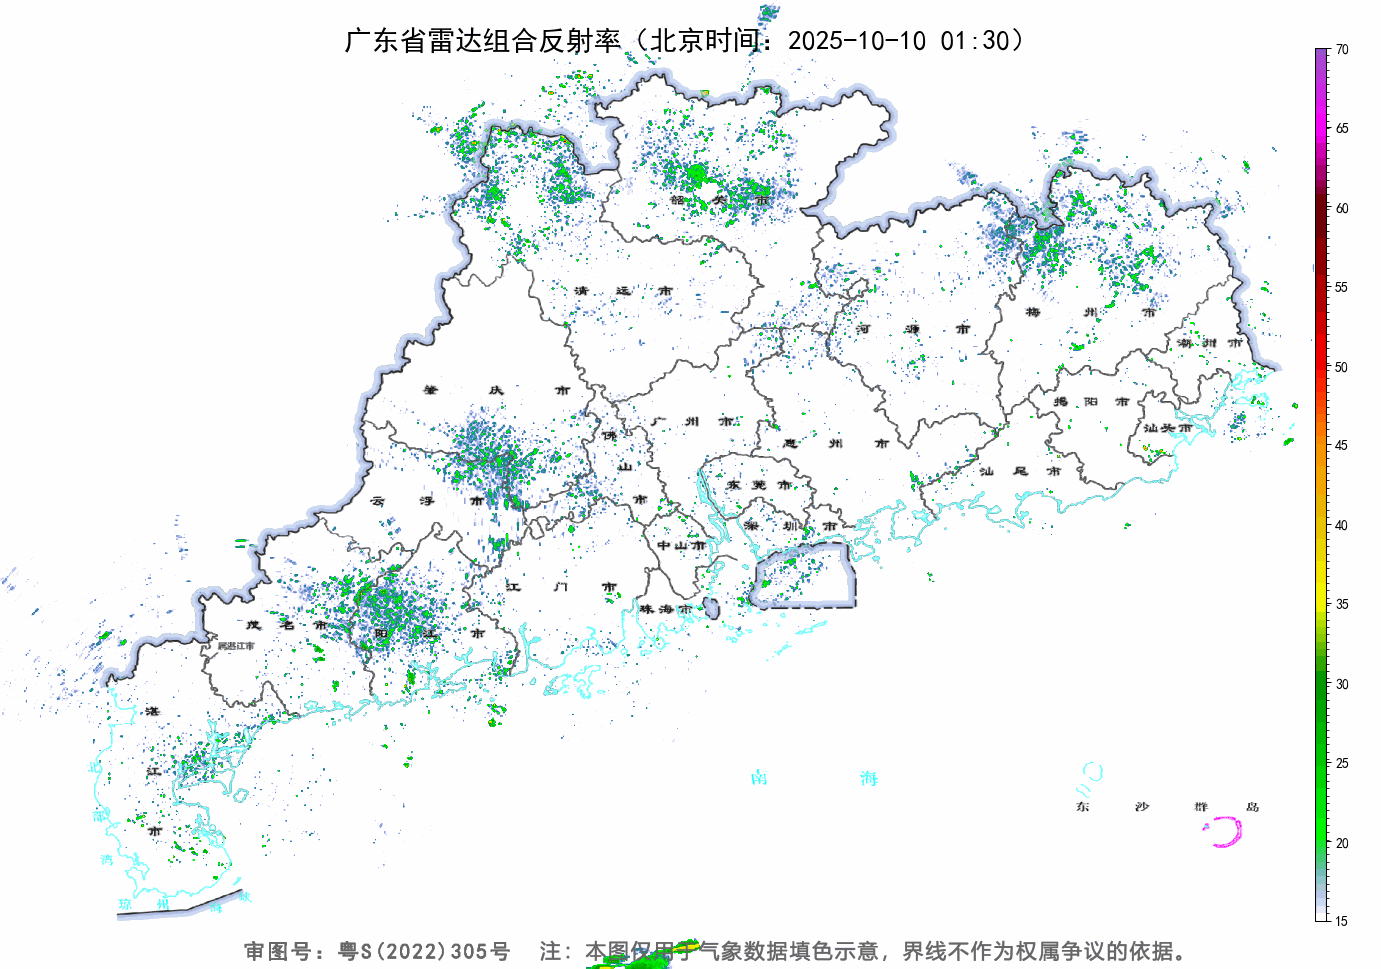 广东省雷达组合反射率（北京时间：2025-10-10 01:30）
70
65
60
55
50
45
40
35
30
25
20
15
韶关市
清远市
梅州市
河源市
潮州市
肇庆市
揭阳市
广州市
佛山市
汕头市
惠州市
汕尾市
云浮市
东莞市
深圳市
中山市
江门市
珠海市
茂名市
阳江市
属湛江市
湛江市
北部湾
琼州海峡
南海
东沙群岛
审图号：粤S(2022)305号 注：本图仅用于气象数据填色示意，界线不作为权属争议的依据。